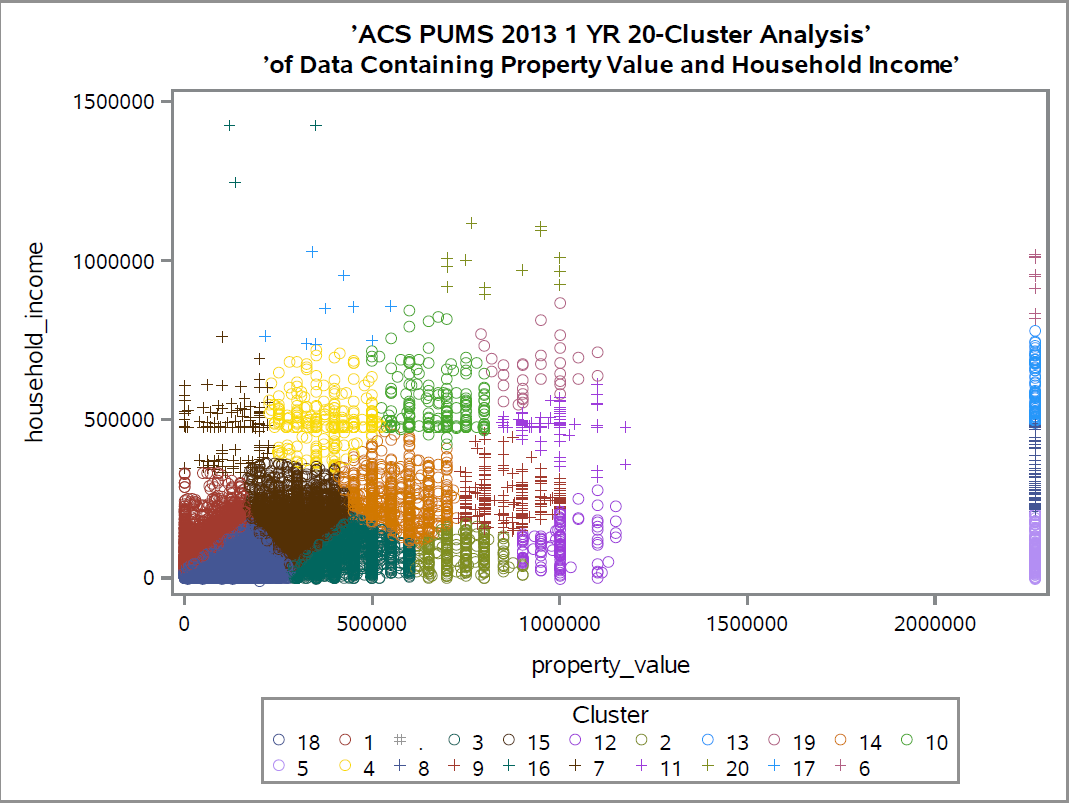 ’ACS PUMS 2013 1 YR 20-Cluster Analysis’
’of Data Containing Property Value and Household Income’
1500000
1000000
500000
0
household_income
0 500000 1000000 1500000 2000000
property_value
Cluster
18 1 . 3 15 12 2 13 19 14 10
5 4 8 9 16 7 11 20 17 6